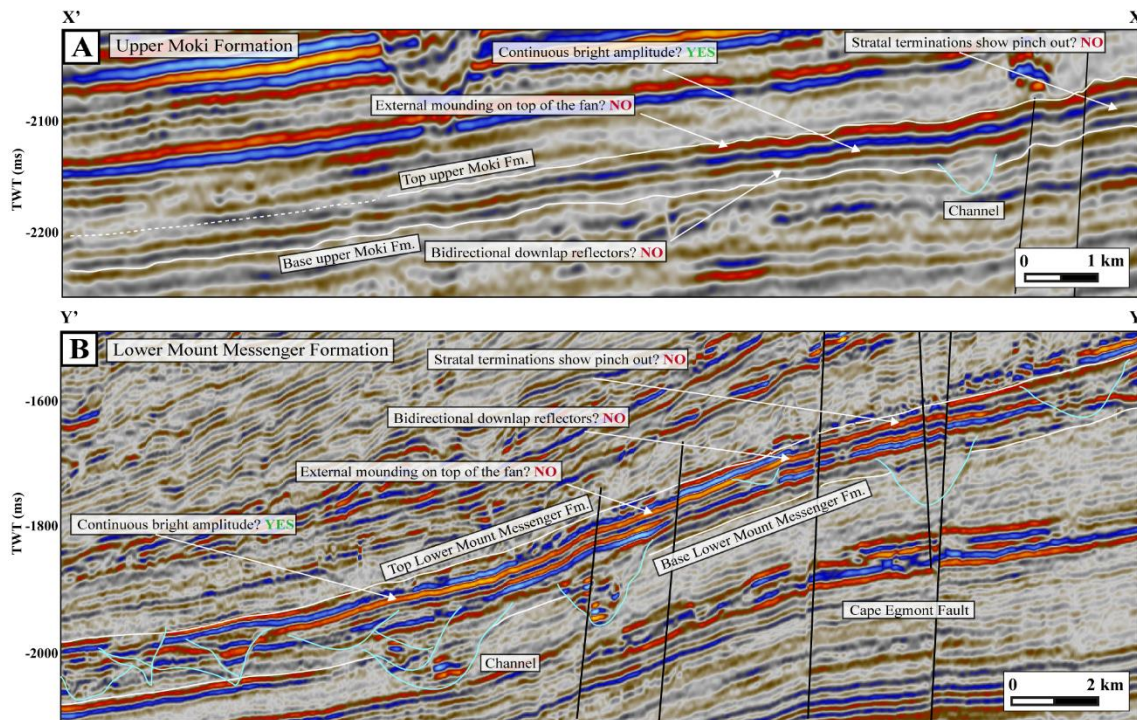 X'
X
A
Upper Moki Formation
Continuous bright amplitude? YES
Stratal terminations show pinch out? NO
External mounding on top of the fan? NO
TWT (ms)
-2100
-2200
Top upper Moki Fm.
Base upper Moki Fm.
Bidirectional downlap reflectors? NO
Channel
0 1 km
Y'
Y
B
Lower Mount Messenger Formation
Stratal terminations show pinch out? NO
Bidirectional downlap reflectors? NO
External mounding on top of the fan? NO
Continuous bright amplitude? YES
TWT (ms)
-1600
-1800
-2000
Top Lower Mount Messenger Fm.
Base Lower Mount Messenger Fm.
Cape Egmont Fault
Channel
0 2 km